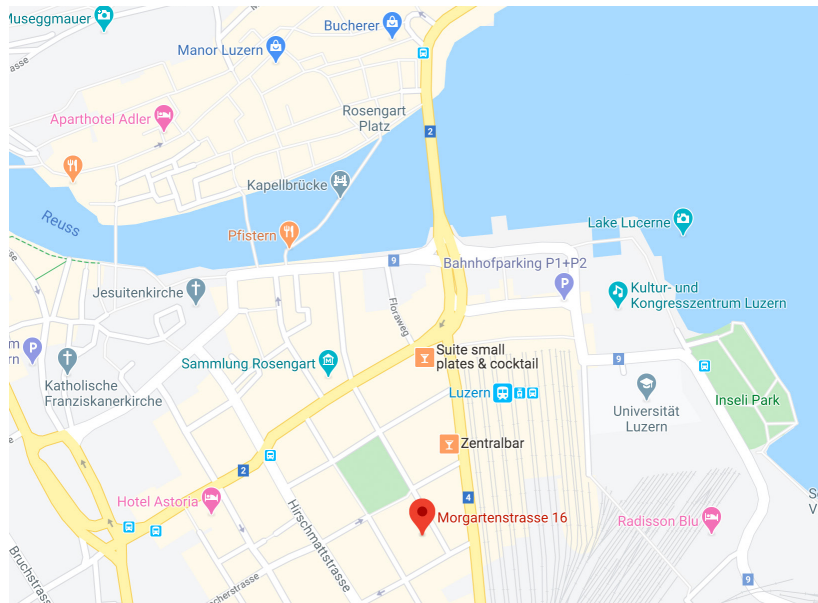 Museggmauer
Bucherer
Manor Luzern
Rosengart
Platz
Aparthotel Adler
2
Kapellbrücke
Reuss
Pfistern
Lake Lucerne
9
Bahnhofparking P1+P2
P
Jesuitenkirche
Kultur- und
Kongresszentrum Luzern
Floraweg
P
Suite small
plates & cocktail
Sammlung Rosengart
9
Katholische
Franziskanerkirche
Luzern
Inseli Park
Universität
Luzern
Zentralbar
2
4
Hotel Astoria
Hirschmattstrasse
Morgartenstrasse 16
Radisson Blu
Bruchstrasse
9